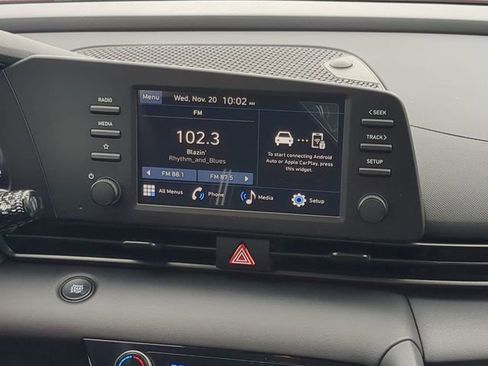 Menu Wed, Nov. 20 10:02 AM
RADIO
MEDIA
< SEEK
TRACK >
SETUP
FM
102.3
Blazin'
Rhythm_and_Blues
FM 88.1 FM 87.5
To start connecting Android
Auto or Apple CarPlay, press
this widget.
All Menus Phone Media Setup